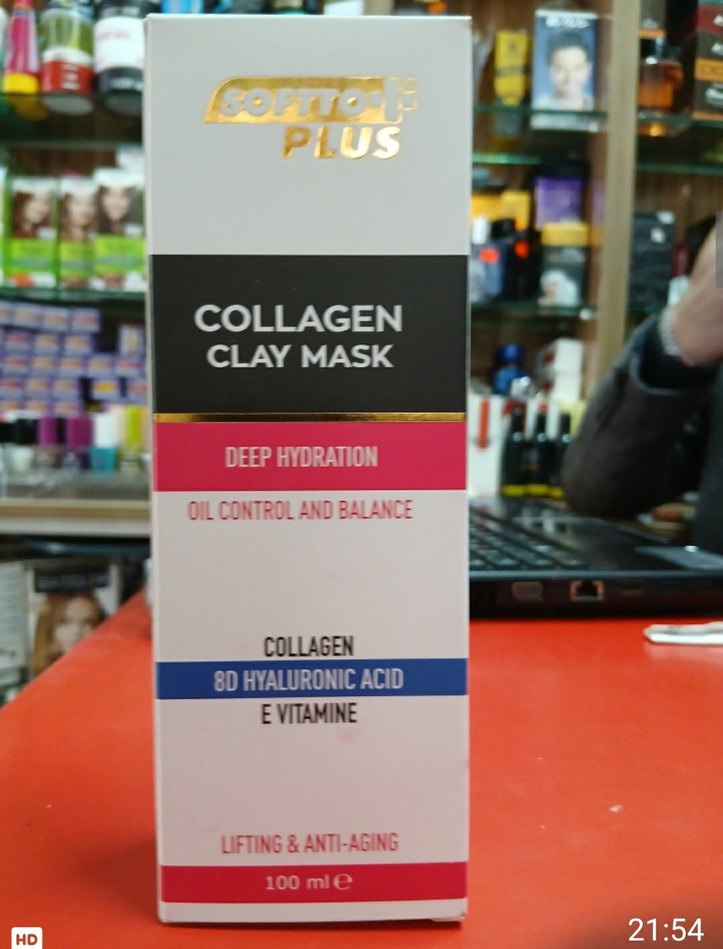 SOFTTO
PLUS
COLLAGEN
CLAY MASK
DEEP HYDRATION
OIL CONTROL AND BALANCE
COLLAGEN
8D HYALURONIC ACID
E VITAMINE
LIFTING & ANTI-AGING
100 ml ℮
HD
21:54